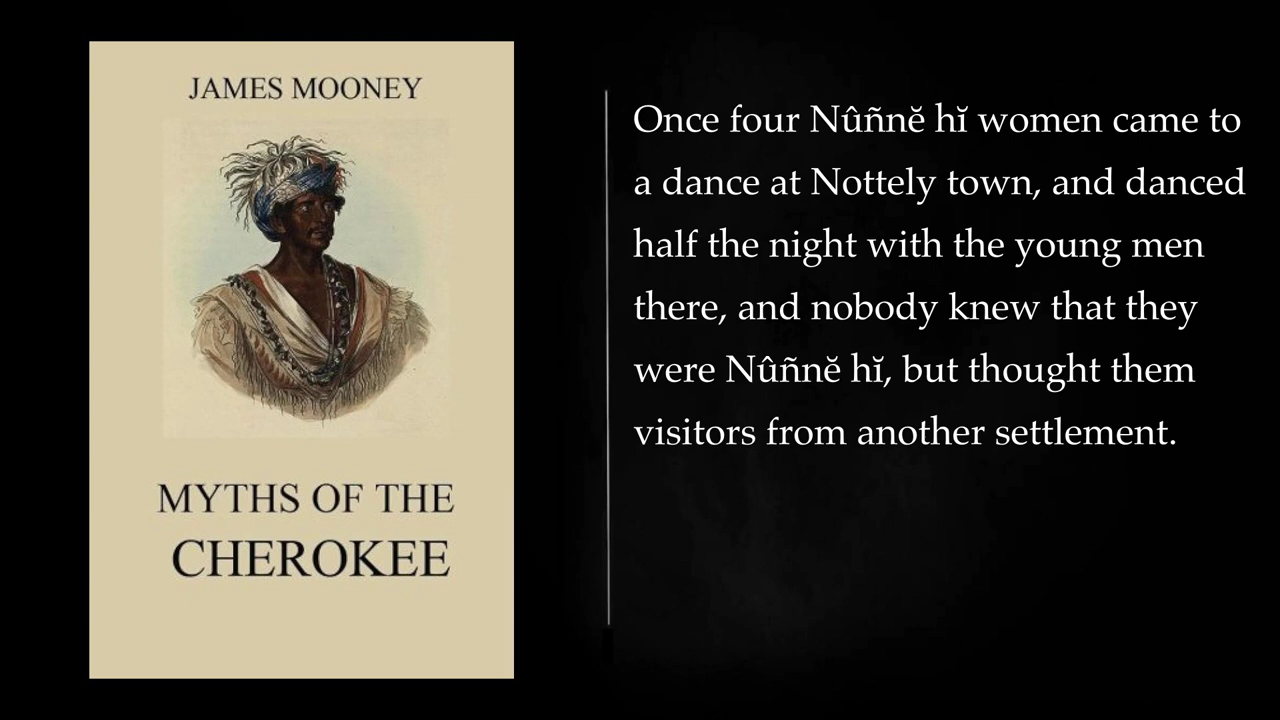 JAMES MOONEY
MYTHS OF THE
CHEROKEE
Once four Nûñnĕ hĭ women came to
a dance at Nottely town, and danced
half the night with the young men
there, and nobody knew that they
were Nûñnĕ hĭ, but thought them
visitors from another settlement.